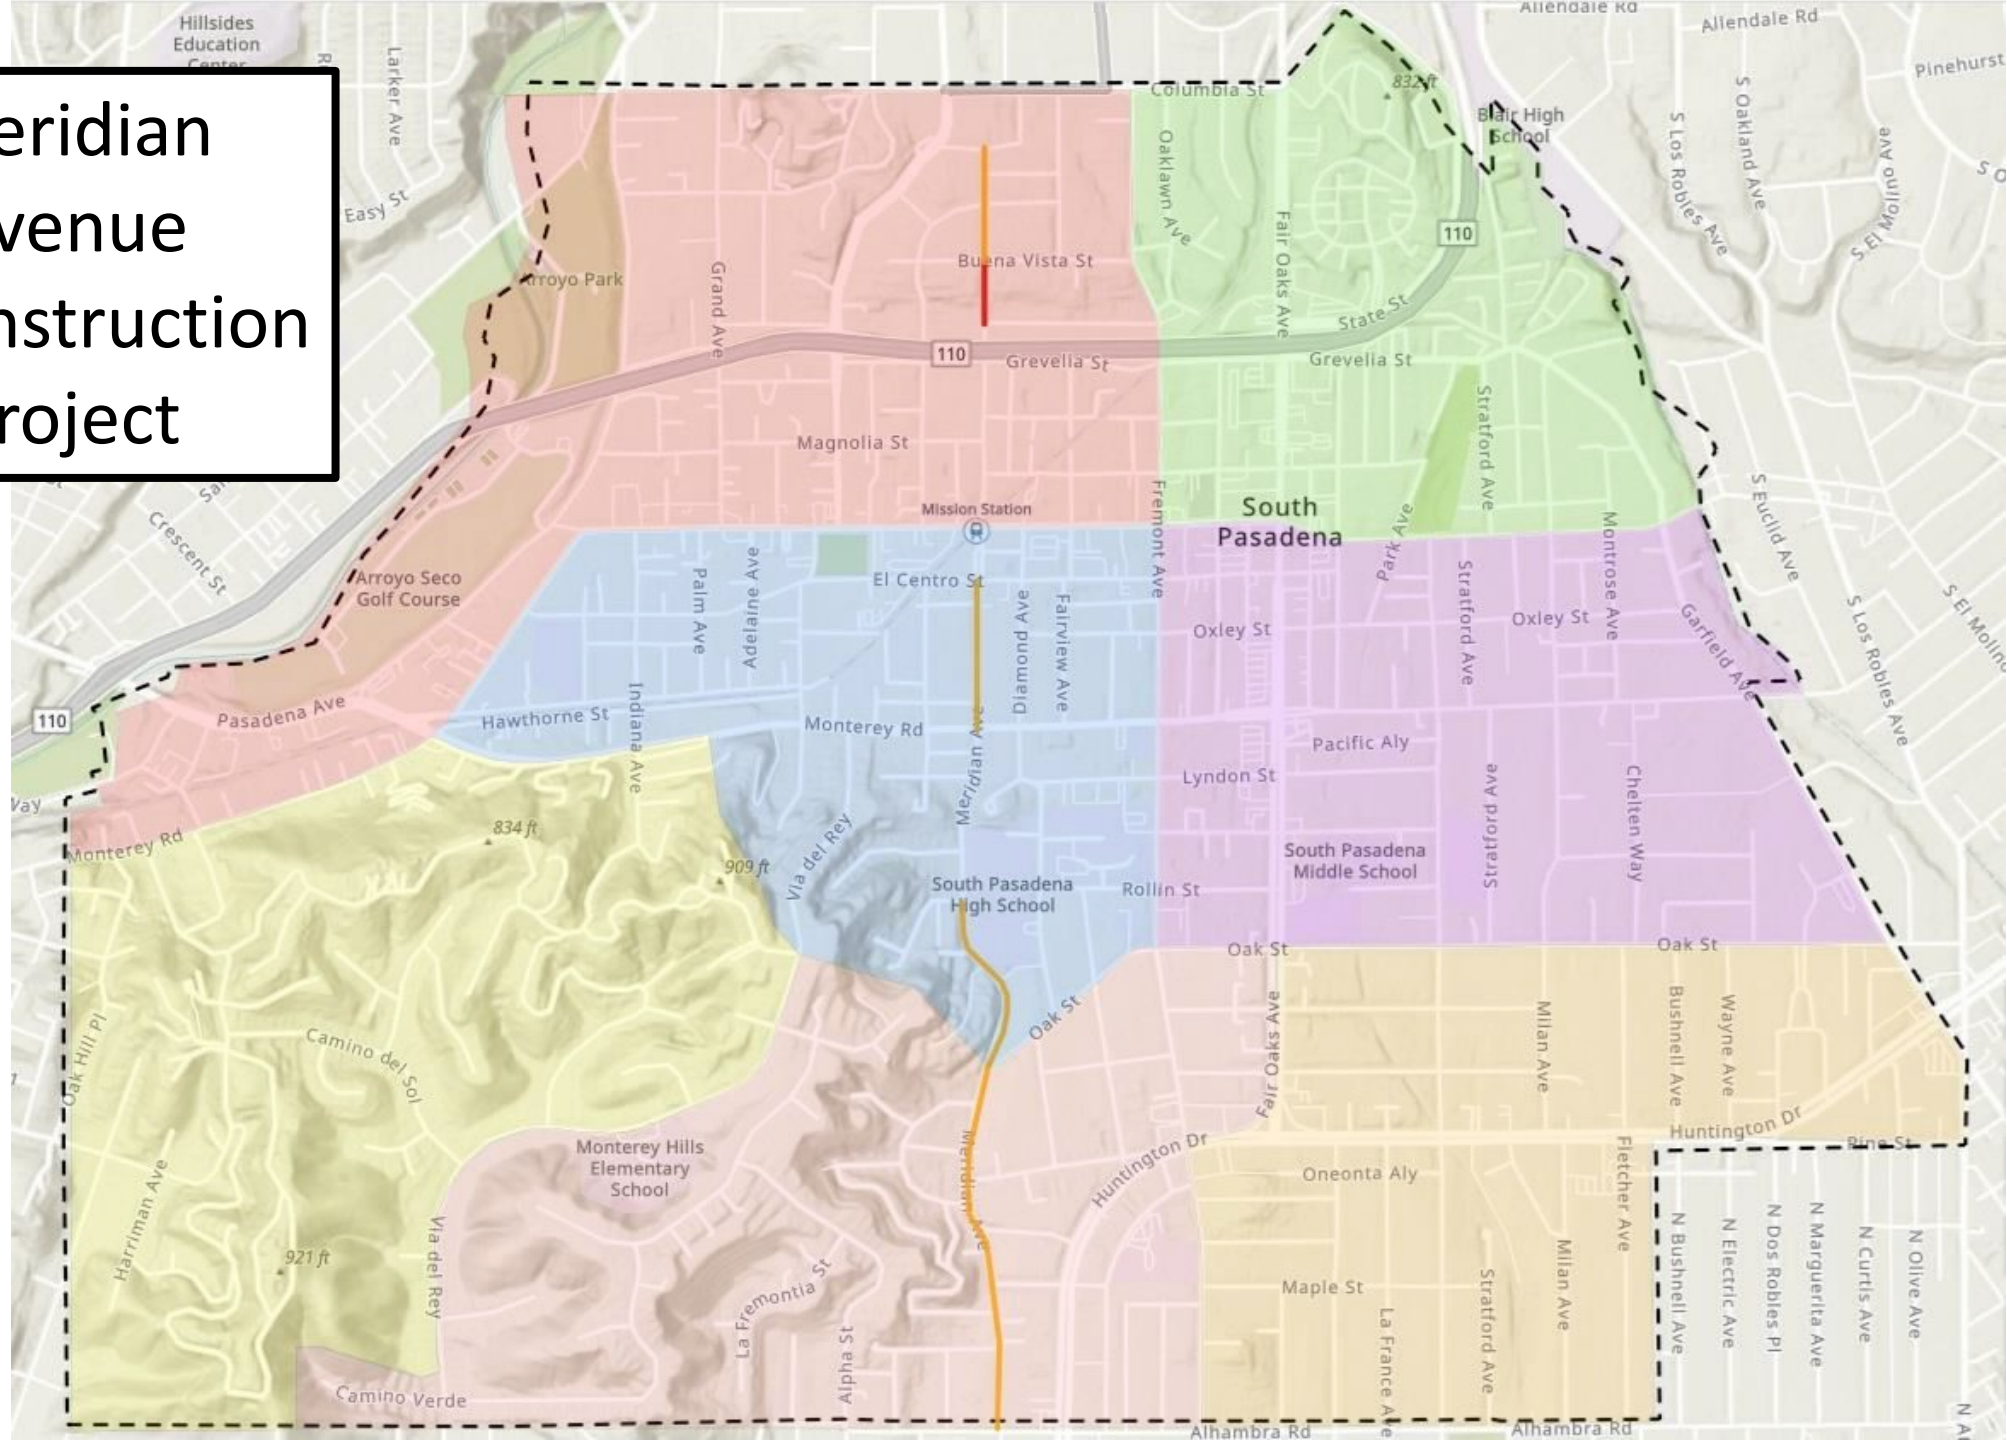 Hillsides
Education
Center
eridian
venue
nstruction
roject
Larker Ave
Easy St
Crescent St
Arroyo Park
Arroyo Seco
Golf Course
110
Pasadena Ave
Monterey Rd
Grand Ave
Columbia St
Oaklawn Ave
Fair Oaks Ave
832 ft
Blair High
School
Allendale Rd
Allendale Rd
Pinehurst
S Los Robles Ave
S Oakland Ave
S El Molino Ave
S O
Buena Vista St
110
Grevelia St
110
State St
Grevelia St
Magnolia St
Mission Station
Fremont Ave
South
Pasadena
Park Ave
Stratford Ave
Montrose Ave
S Euclid Ave
S Los Robles Ave
S El Molino
Garfield Ave
El Centro St
Palm Ave
Adelaine Ave
Diamond Ave
Fairview Ave
Oxley St
Stratford Ave
Oxley St
Hawthorne St
Indiana Ave
Monterey Rd
Meridian Ave
Lyndon St
Pacific Aly
Stratford Ave
Chelten Way
Way
834 ft
909 ft
Via del Rey
South Pasadena
High School
Rollin St
South Pasadena
Middle School
Oak St
Oak St
Oak St
Oak Hill Pl
Camino del Sol
Fair Oaks Ave
Milan Ave
Bushnell Ave
Wayne Ave
Huntington Dr
Pine St
Harriman Ave
921 ft
Via del Rey
Monterey Hills
Elementary
School
Meridian Ave
Huntington Dr
Oneonta Aly
Fletcher Ave
La Fremontia St
Alpha St
Camino Verde
Maple St
La France Ave
Stratford Ave
Milan Ave
N Bushnell Ave
N Electric Ave
N Dos Robles Pl
N Marguerita Ave
N Curtis Ave
N Olive Ave
Alhambra Rd
Alhambra Rd